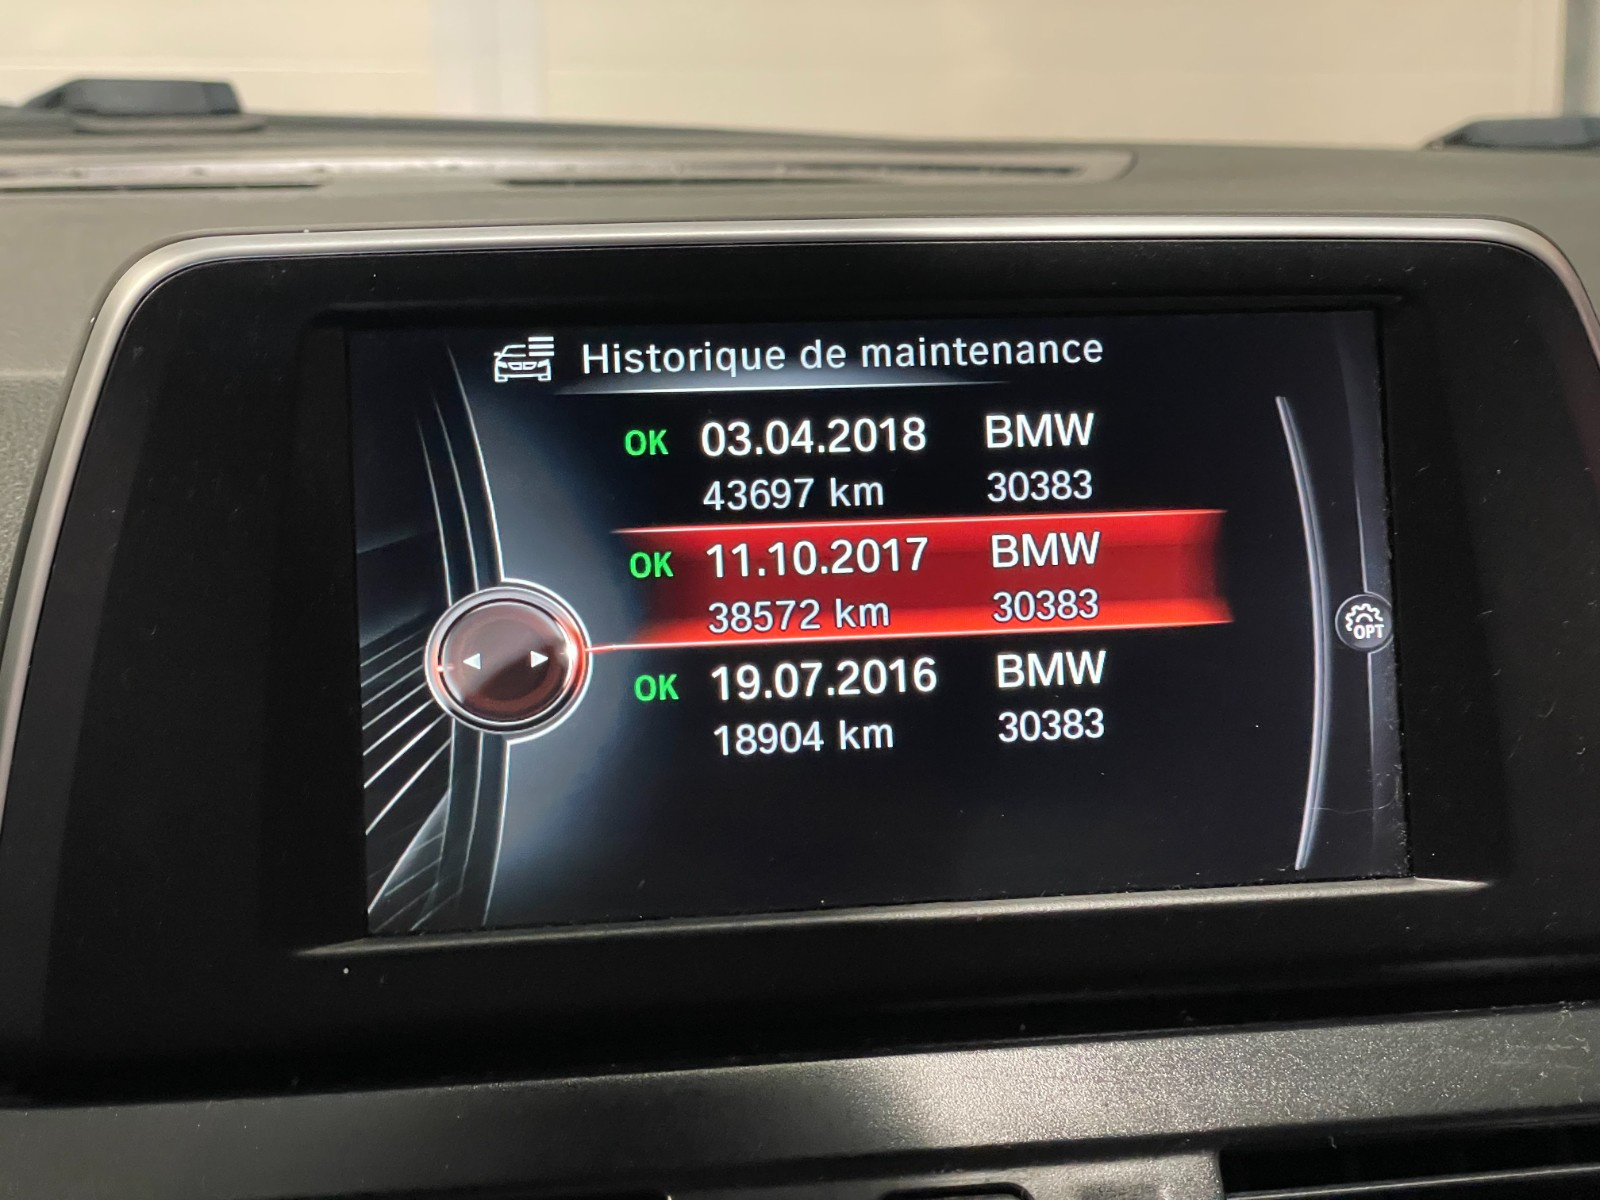 Historique de maintenance
OK 03.04.2018 BMW
43697 km 30383
OK 11.10.2017 BMW
38572 km 30383
OK 19.07.2016 BMW
18904 km 30383
OPT